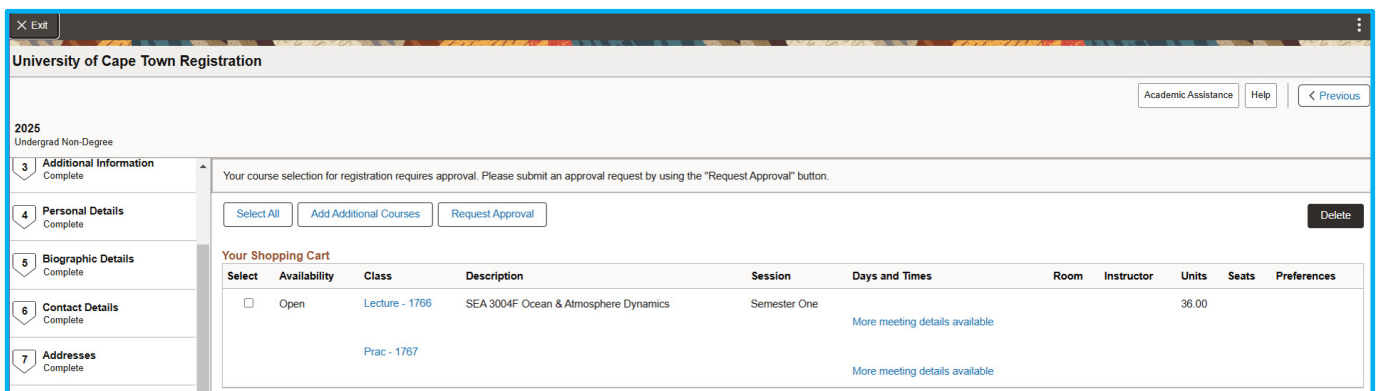 Exit
University of Cape Town Registration
Academic Assistance Help Previous
2025
Undergrad Non-Degree
3 Additional Information
Complete
4 Personal Details
Complete
5 Biographic Details
Complete
6 Contact Details
Complete
7 Addresses
Complete
Your course selection for registration requires approval. Please submit an approval request by using the "Request Approval" button.
Select All Add Additional Courses Request Approval Delete
Your Shopping Cart
Select Availability Class Description Session Days and Times Room Instructor Units Seats Preferences
Open Lecture - 1766 SEA 3004F Ocean & Atmosphere Dynamics Semester One 36.00
More meeting details available
Prac - 1767
More meeting details available